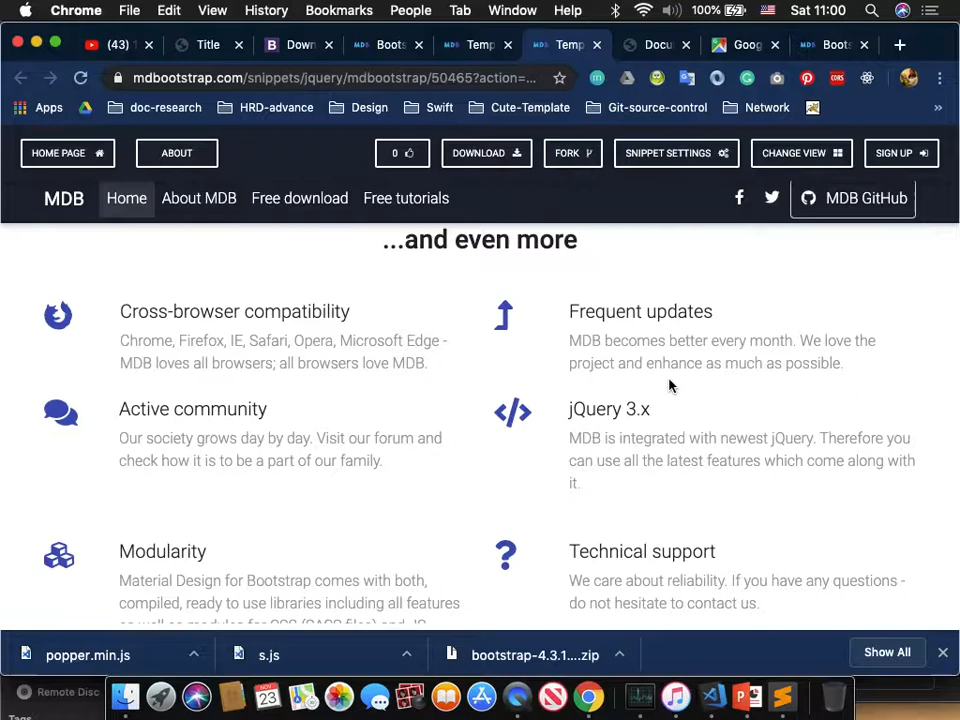 Chrome File Edit View History Bookmarks People Tab Window Help 100% Sat 11:00
(43) 1 Title Down Boots Temp Temp Docu Goog Boots
mdbootstrap.com/snippets/jquery/mdbootstrap/50465?action=...
Apps doc-research HRD-advance Design Swift Cute-Template Git-source-control Network »
HOME PAGE ABOUT 0 DOWNLOAD FORK SNIPPET SETTINGS CHANGE VIEW SIGN UP
MDB Home About MDB Free download Free tutorials MDB GitHub
...and even more
Cross-browser compatibility
Chrome, Firefox, IE, Safari, Opera, Microsoft Edge -
MDB loves all browsers; all browsers love MDB.
Frequent updates
MDB becomes better every month. We love the
project and enhance as much as possible.
Active community
Our society grows day by day. Visit our forum and
check how it is to be a part of our family.
jQuery 3.x
MDB is integrated with newest jQuery. Therefore you
can use all the latest features which come along with
it.
Modularity
Material Design for Bootstrap comes with both,
compiled, ready to use libraries including all features
Technical support
We care about reliability. If you have any questions -
do not hesitate to contact us.
popper.min.js s.js bootstrap-4.3.1....zip Show All
Remote Disc
Tags